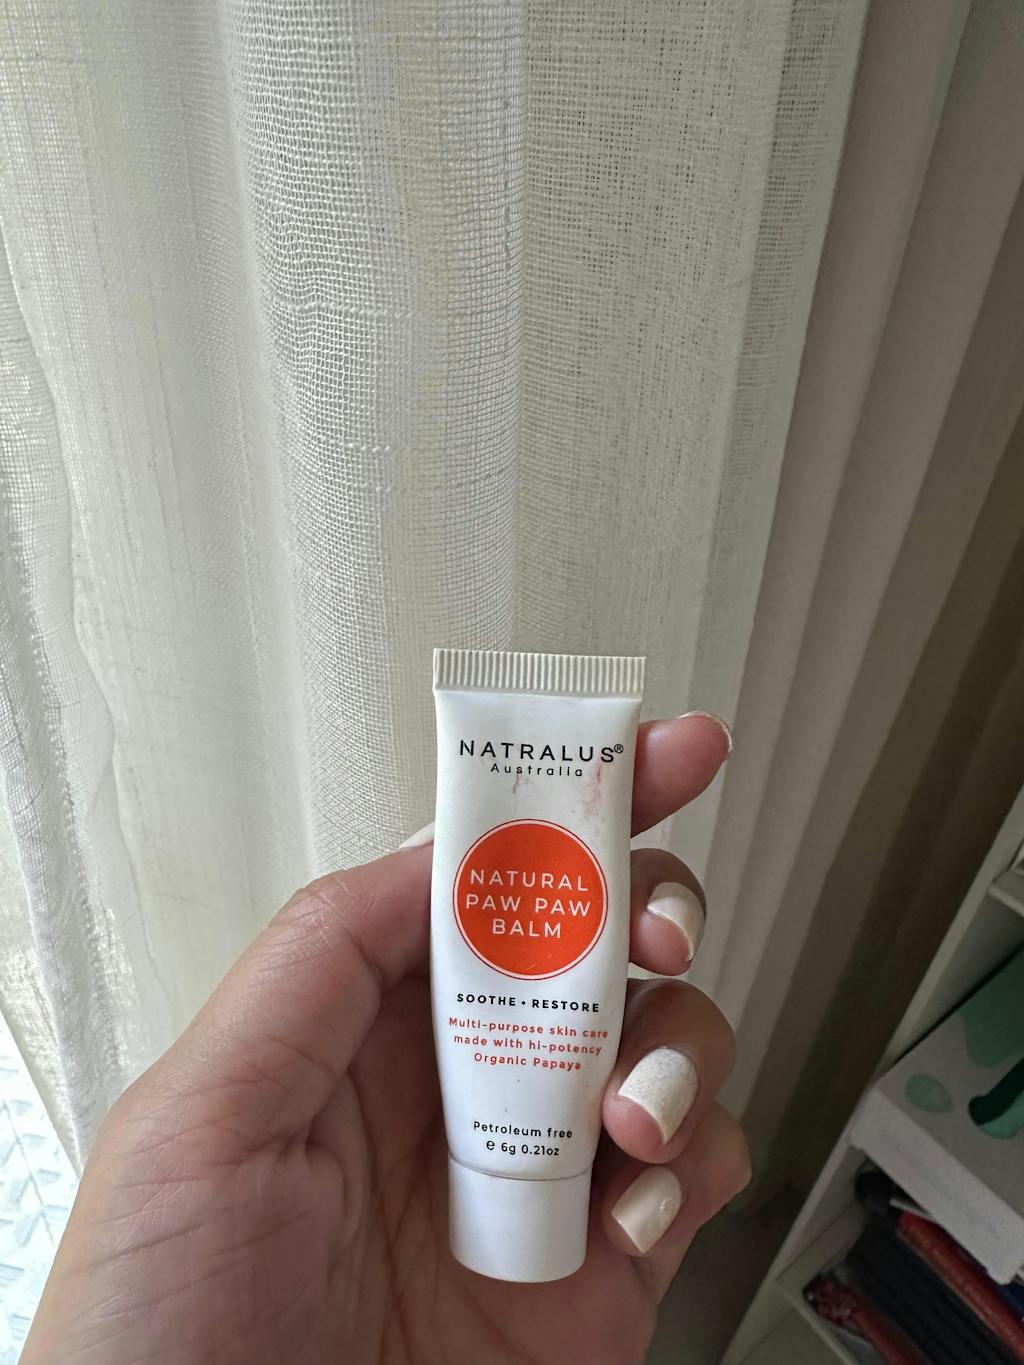 NATRALUS®
Australia
NATURAL
PAW PAW
BALM
SOOTHE • RESTORE
Multi-purpose skin care
made with hi-potency
Organic Papaya
Petroleum free
℮ 6g 0.21oz